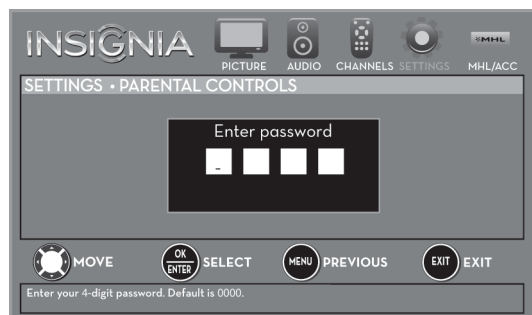 INSIGNIA
PICTURE AUDIO CHANNELS SETTINGS MHL MHL/ACC
SETTINGS • PARENTAL CONTROLS
Enter password
_
MOVE OK ENTER SELECT MENU PREVIOUS EXIT EXIT
Enter your 4-digit password. Default is 0000.